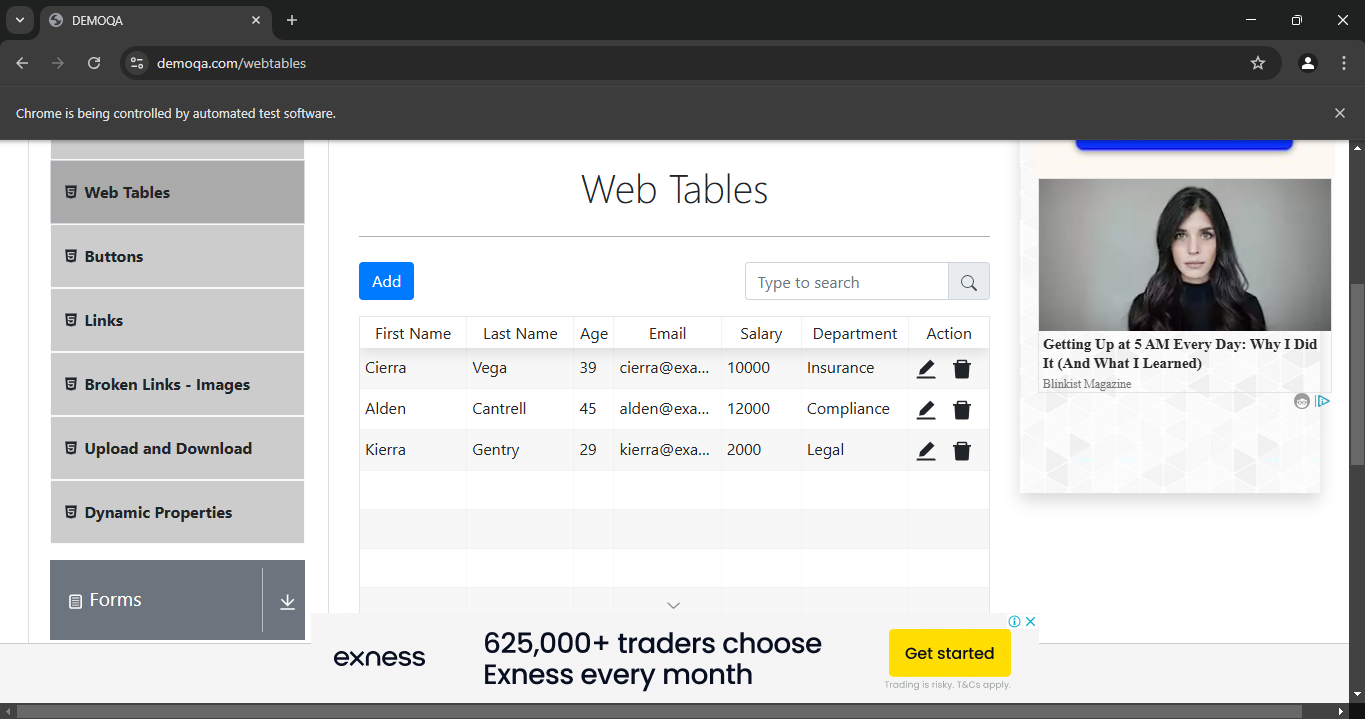 DEMOQA
demoqa.com/webtables
Chrome is being controlled by automated test software.
Web Tables
Buttons
Links
Broken Links - Images
Upload and Download
Dynamic Properties
Forms
Web Tables
Add
Type to search
First Name Last Name Age Email Salary Department Action
Cierra Vega 39 cierra@exa... 10000 Insurance
Alden Cantrell 45 alden@exa... 12000 Compliance
Kierra Gentry 29 kierra@exa... 2000 Legal
Getting Up at 5 AM Every Day: Why I Did
It (And What I Learned)
Blinkist Magazine
exness
625,000+ traders choose
Exness every month
Get started
Trading is risky. T&Cs apply.